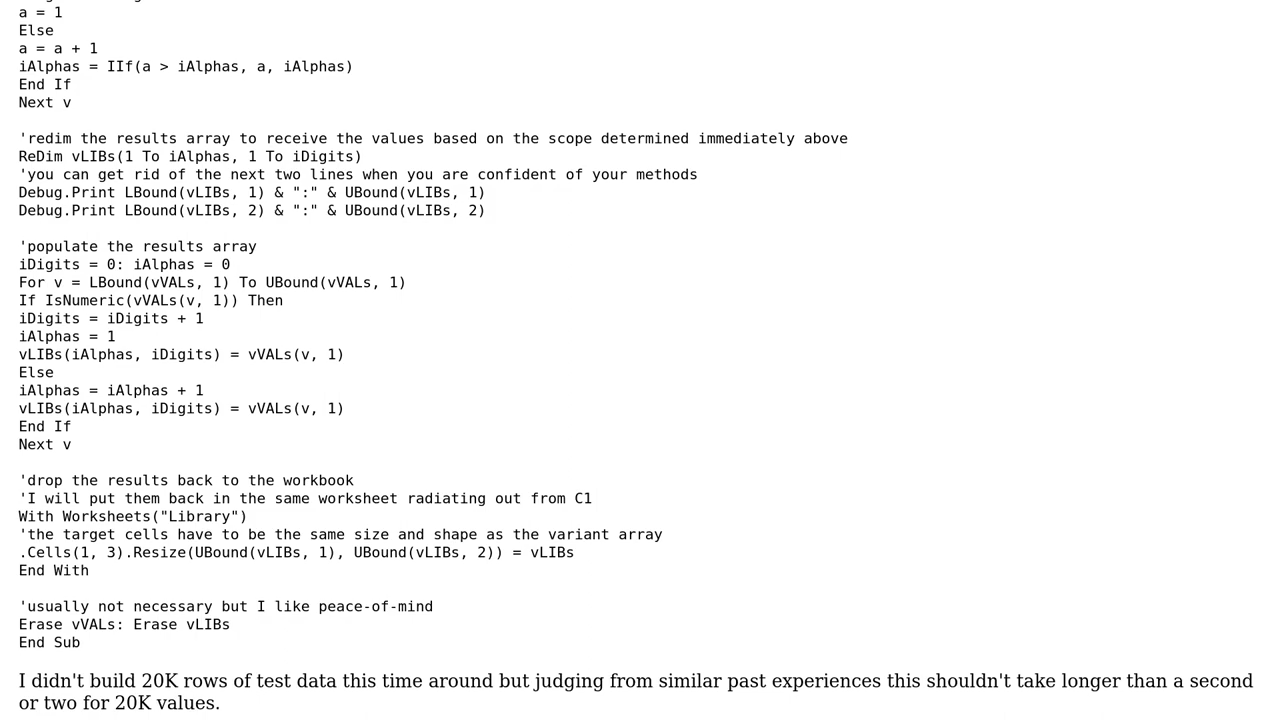 a = 1
Else
a = a + 1
iAlphas = IIf(a > iAlphas, a, iAlphas)
End If
Next v
'redim the results array to receive the values based on the scope determined immediately above
ReDim vLIBs(1 To iAlphas, 1 To iDigits)
'you can get rid of the next two lines when you are confident of your methods
Debug.Print LBound(vLIBs, 1) & ":" & UBound(vLIBs, 1)
Debug.Print LBound(vLIBs, 2) & ":" & UBound(vLIBs, 2)
'populate the results array
iDigits = 0: iAlphas = 0
For v = LBound(vVALs, 1) To UBound(vVALs, 1)
If IsNumeric(vVALs(v, 1)) Then
iDigits = iDigits + 1
iAlphas = 1
vLIBs(iAlphas, iDigits) = vVALs(v, 1)
Else
iAlphas = iAlphas + 1
vLIBs(iAlphas, iDigits) = vVALs(v, 1)
End If
Next v
'drop the results back to the workbook
'I will put them back in the same worksheet radiating out from C1
With Worksheets("Library")
'the target cells have to be the same size and shape as the variant array
.Cells(1, 3).Resize(UBound(vLIBs, 1), UBound(vLIBs, 2)) = vLIBs
End With
'usually not necessary but I like peace-of-mind
Erase vVALs: Erase vLIBs
End Sub
I didn't build 20K rows of test data this time around but judging from similar past experiences this shouldn't take longer than a second
or two for 20K values.